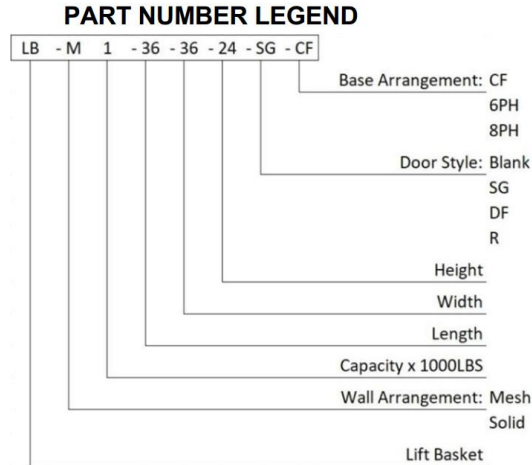 PART NUMBER LEGEND
LB - M 1 - 36 - 36 - 24 - SG - CF
Base Arrangement: CF
6PH
8PH
Door Style: Blank
SG
DF
R
Height
Width
Length
Capacity x 1000LBS
Wall Arrangement: Mesh
Solid
Lift Basket